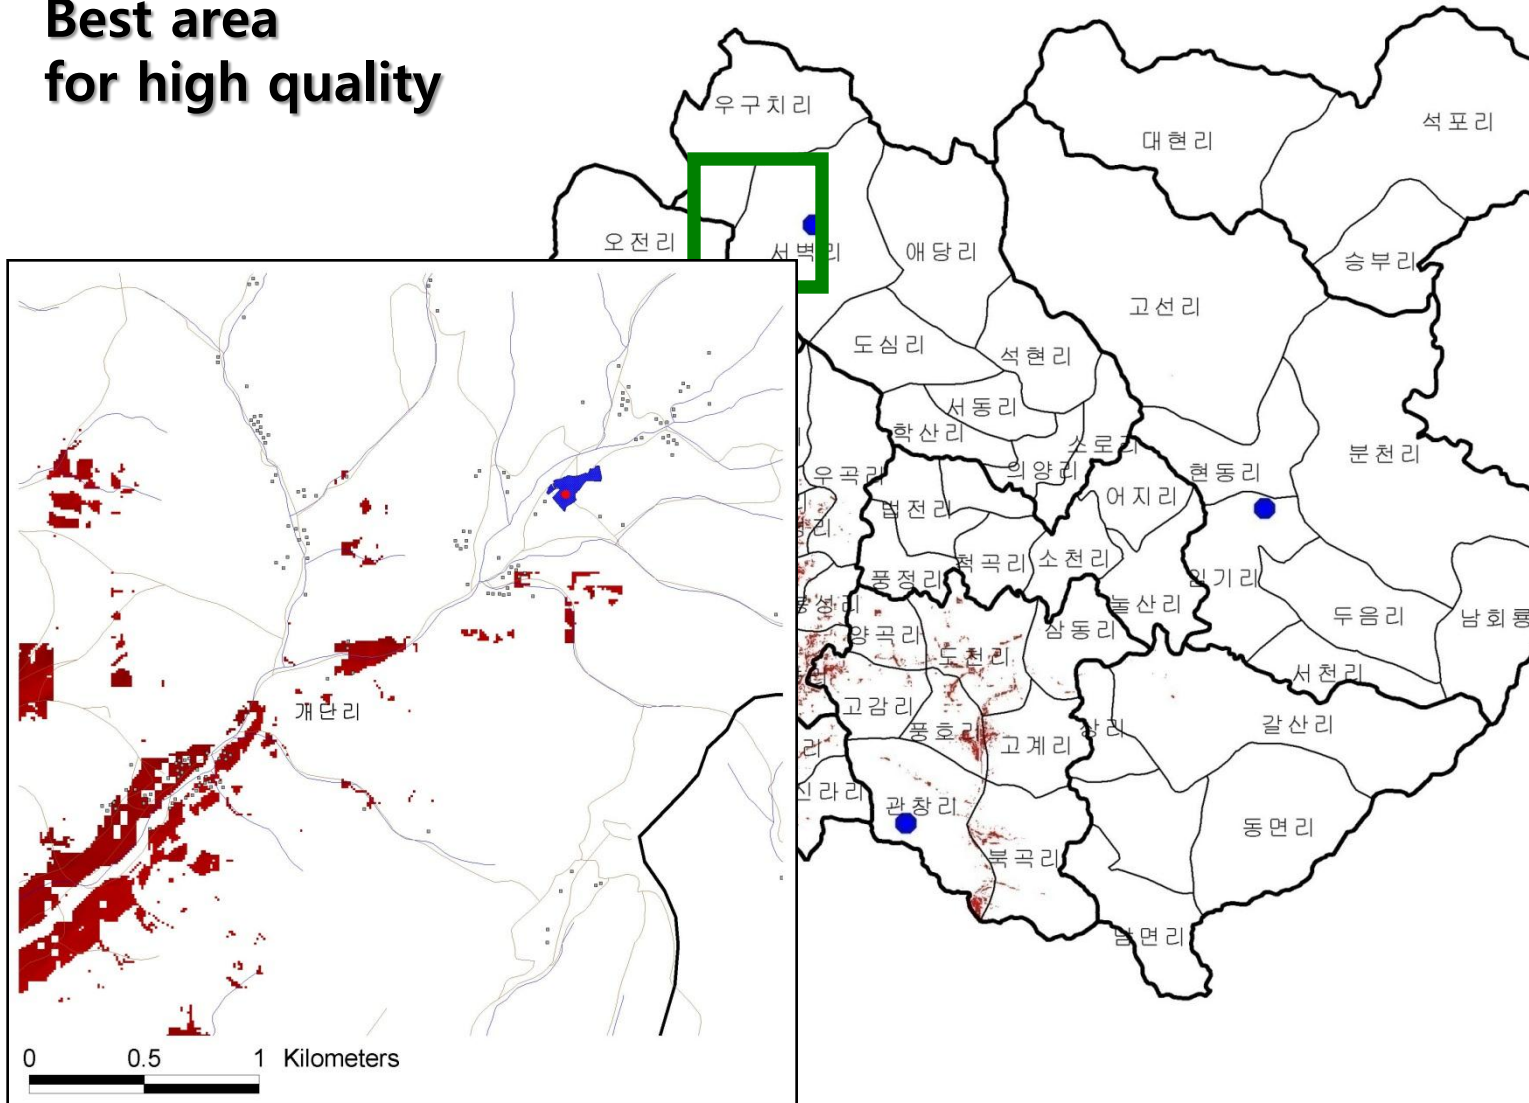 Best area
for high quality
우구치리
대현리
석포리
오전리
서벽리
애당리
승부리
고선리
도심리
석현리
서동리
학산리
소로리
의양리
우곡리
현동리
분천리
어지리
법전리
척곡리
소천리
풍정리
임기리
눌산리
두음리
남회룡
양곡리
삼동리
도천리
서천리
고감리
풍호리
고계리
상리
갈산리
신라리
관창리
동면리
북곡리
남면리
개단리
0 0.5 1 Kilometers